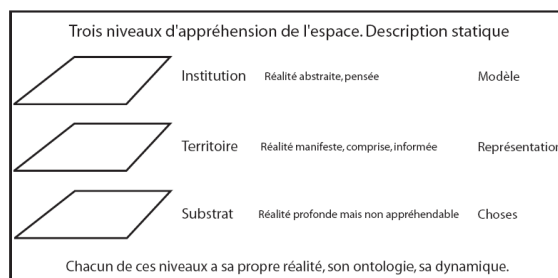 Trois niveaux d'appréhension de l'espace. Description statique
Institution Réalité abstraite, pensée Modèle
Territoire Réalité manifeste, comprise, informée Représentation
Substrat Réalité profonde mais non appréhendable Choses
Chacun de ces niveaux a sa propre réalité, son ontologie, sa dynamique.